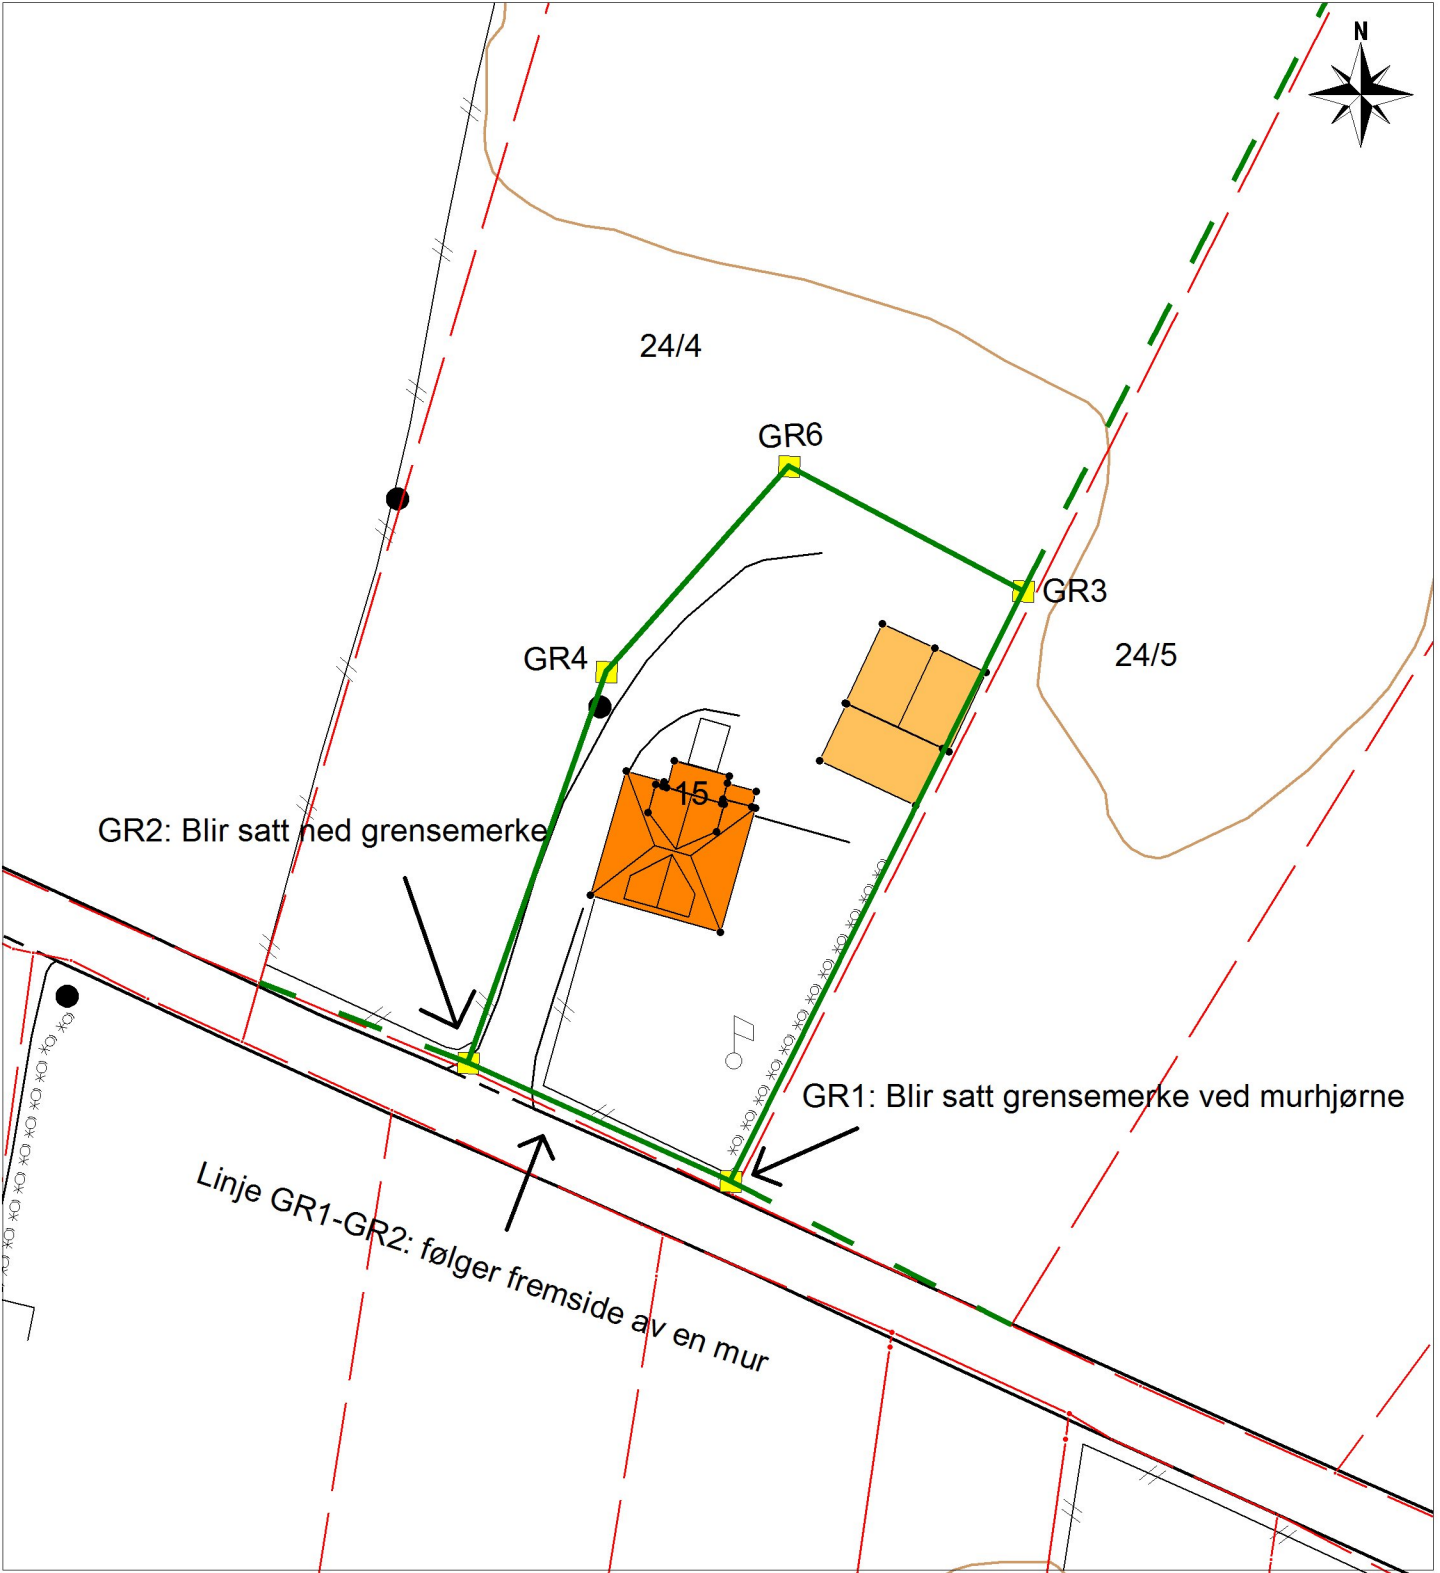 N
24/4
GR6
GR3
GR4
24/5
15
GR2: Blir satt ned grensemerke
GR1: Blir satt grensemerke ved murhjørne
Linje GR1-GR2: følger fremside av en mur